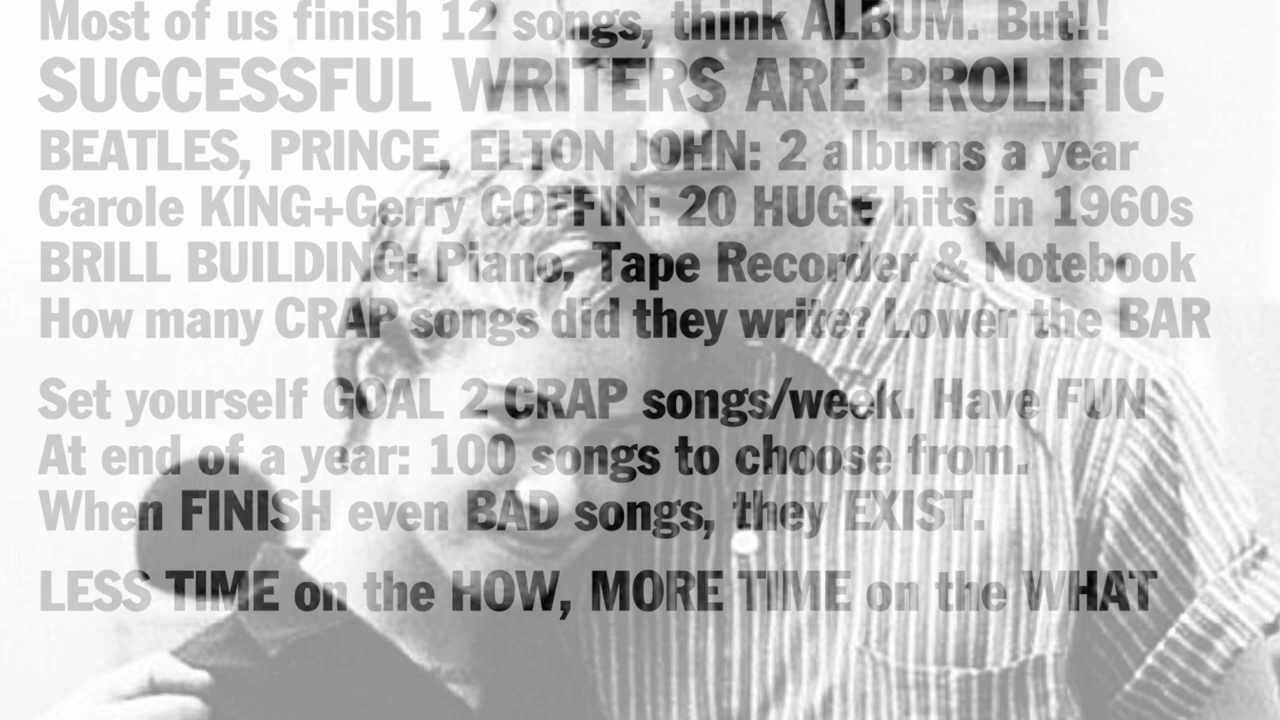 Most of us finish 12 songs, think ALBUM. But!!
SUCCESSFUL WRITERS ARE PROLIFIC
BEATLES, PRINCE, ELTON JOHN: 2 albums a year
Carole KING+Gerry GOFFIN: 20 HUGE hits in 1960s
BRILL BUILDING: Piano, Tape Recorder & Notebook
How many CRAP songs did they write? Lower the BAR
Set yourself GOAL 2 CRAP songs/week. Have FUN
At end of a year: 100 songs to choose from.
When FINISH even BAD songs, they EXIST.
LESS TIME on the HOW, MORE TIME on the WHAT